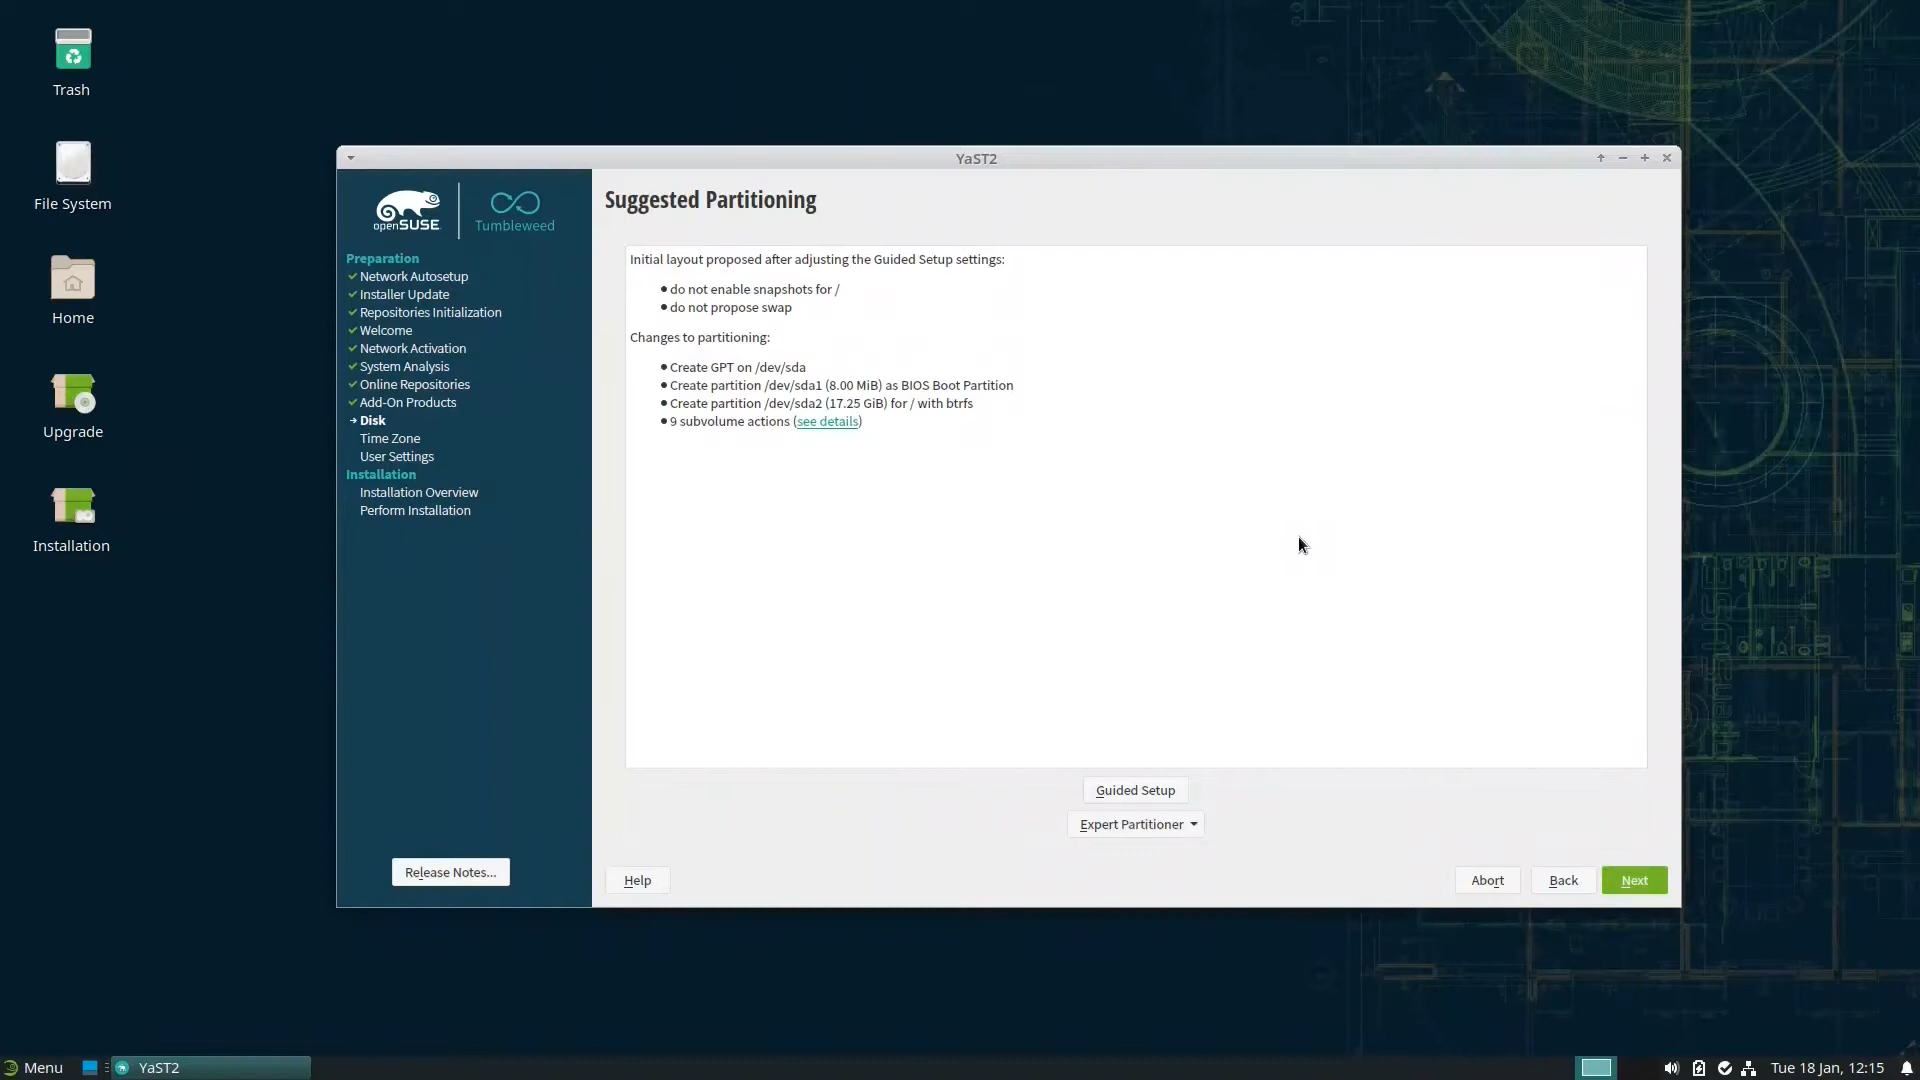 Trash
File System
Home
Upgrade
Installation
YaST2
openSUSE
Tumbleweed
Preparation
Network Autosetup
Installer Update
Repositories Initialization
Welcome
Network Activation
System Analysis
Online Repositories
Add-On Products
Disk
Time Zone
User Settings
Installation
Installation Overview
Perform Installation
Release Notes...
Suggested Partitioning
Initial layout proposed after adjusting the Guided Setup settings:
do not enable snapshots for /
do not propose swap
Changes to partitioning:
Create GPT on /dev/sda
Create partition /dev/sda1 (8.00 MiB) as BIOS Boot Partition
Create partition /dev/sda2 (17.25 GiB) for / with btrfs
9 subvolume actions (see details)
Guided Setup
Expert Partitioner
Help
Abort
Back
Next
openSUSE
Menu
YaST2
Tue 18 Jan, 12:15